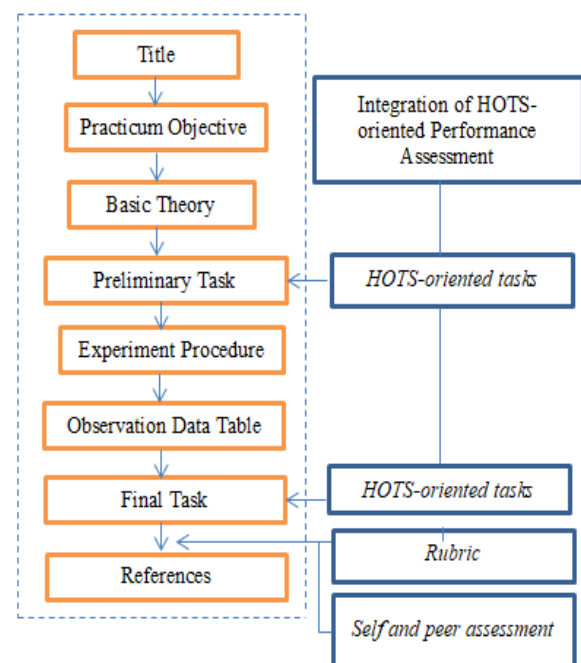 Title
Practicum Objective
Basic Theory
Preliminary Task
Experiment Procedure
Observation Data Table
Final Task
References
Integration of HOTS-
oriented Performance
Assessment
HOTS-oriented tasks
HOTS-oriented tasks
Rubric
Self and peer assessment